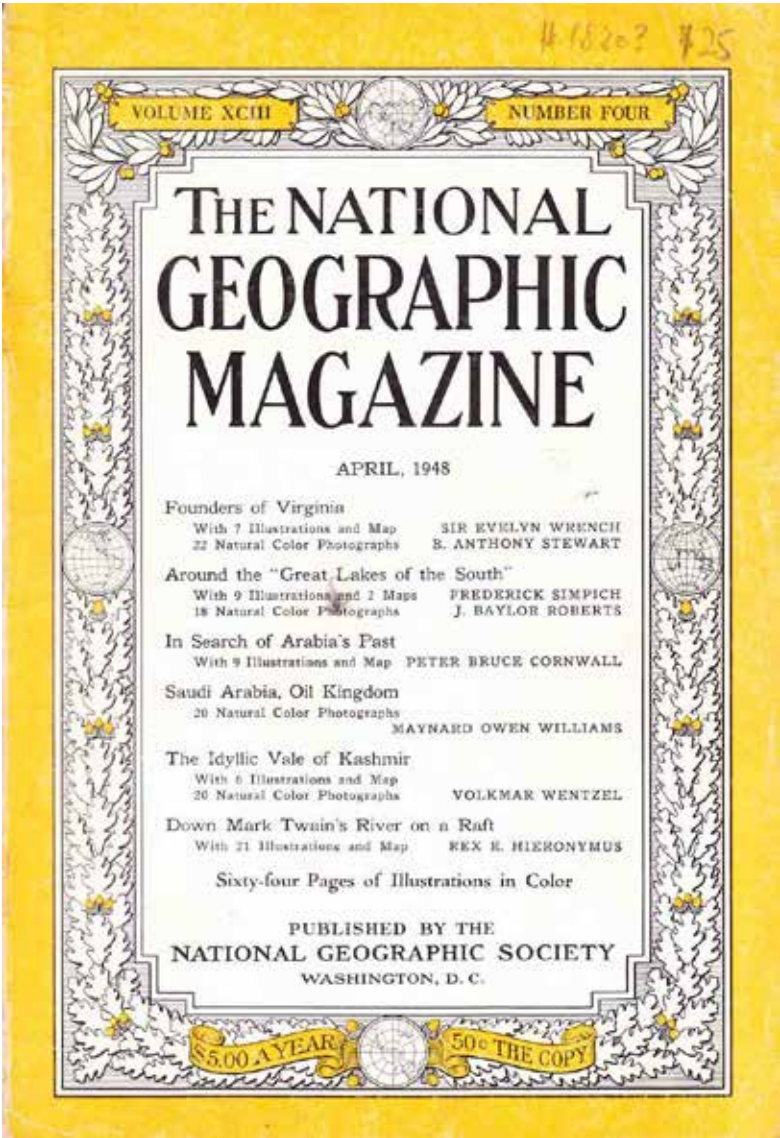 $25
VOLUME XCIII
NUMBER FOUR
THE NATIONAL
GEOGRAPHIC
MAGAZINE
APRIL, 1948
Founders of Virginia
With 7 Illustrations and Map SIR EVELYN WRENCH
22 Natural Color Photographs B. ANTHONY STEWART
Around the "Great Lakes of the South"
With 9 Illustrations and 2 Maps FREDERICK SIMPICH
18 Natural Color Photographs J. BAYLOR ROBERTS
In Search of Arabia's Past
With 9 Illustrations and Map PETER BRUCE CORNWALL
Saudi Arabia, Oil Kingdom
20 Natural Color Photographs
MAYNARD OWEN WILLIAMS
The Idyllic Vale of Kashmir
With 6 Illustrations and Map
20 Natural Color Photographs VOLKMAR WENTZEL
Down Mark Twain's River on a Raft
With 21 Illustrations and Map REX E. HIERONYMUS
Sixty-four Pages of Illustrations in Color
PUBLISHED BY THE
NATIONAL GEOGRAPHIC SOCIETY
WASHINGTON, D. C.
$5.00 A YEAR
50c THE COPY